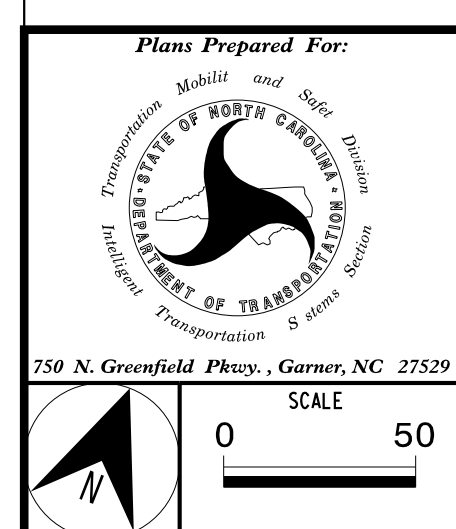 Plans Prepared For:
Transportation Mobilit and Safet Division
STATE OF NORTH CAROLINA
DEPARTMENT OF TRANSPORTATION
Intelligent Transportation S stems Section
750 N. Greenfield Pkwy. , Garner, NC 27529
SCALE
0 50
N